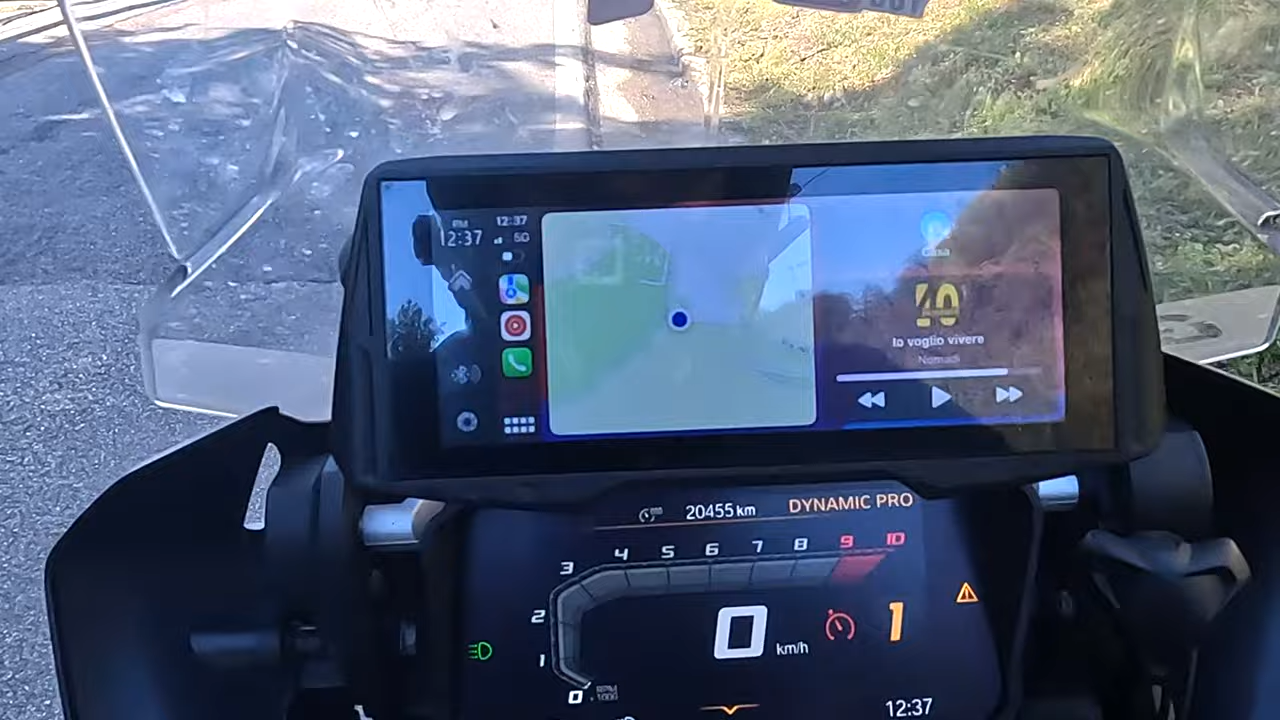 PM
12:37
12:37
5G
Casa
40
Io voglio vivere
Nomadi
20455 km
DYNAMIC PRO
0 1 2 3 4 5 6 7 8 9 10
RPM
x 1000
0 km/h
1
12:37